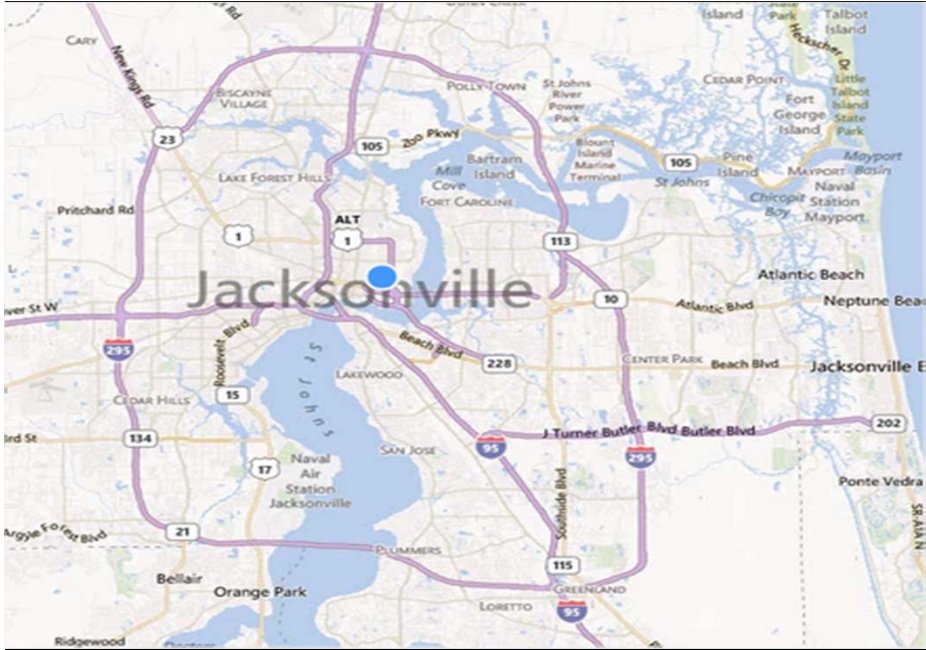 Island
State
Park
Talbot
Island
CARY
New Kings Rd
Heckscher Dr
BISCAYNE
VILLAGE
POLLY TOWN
St Johns
River
Power
Park
CEDAR POINT
Little
Talbot
Island
State
Park
Fort
George
Island
23
105
Zoo Pkwy
Blount
Island
Marine
Terminal
105
Bartram
Island
Mill
Cove
Pine
Island
Mayport
Basin
LAKE FOREST HILLS
St Johns
MAYPORT
Naval
Station
Mayport
Chicopit
Bay
FORT CAROLINE
Pritchard Rd
ALT
1
1
113
Jacksonville
Atlantic Beach
10
Atlantic Blvd
Neptune Bea
ver St W
295
Roosevelt Blvd
St Johns
Beach Blvd
228
CENTER PARK
Beach Blvd
Jacksonville B
LAKEWOOD
15
CEDAR HILLS
134
3rd St
SAN JOSE
95
J Turner Butler Blvd
Butler Blvd
202
295
17
Naval
Air
Station
Jacksonville
Southside Blvd
Ponte Vedra
SR-A1A N
Argyle Forest Blvd
21
PLUMMERS
115
Bellair
Orange Park
GREENLAND
LORETTO
95
Ridgewood